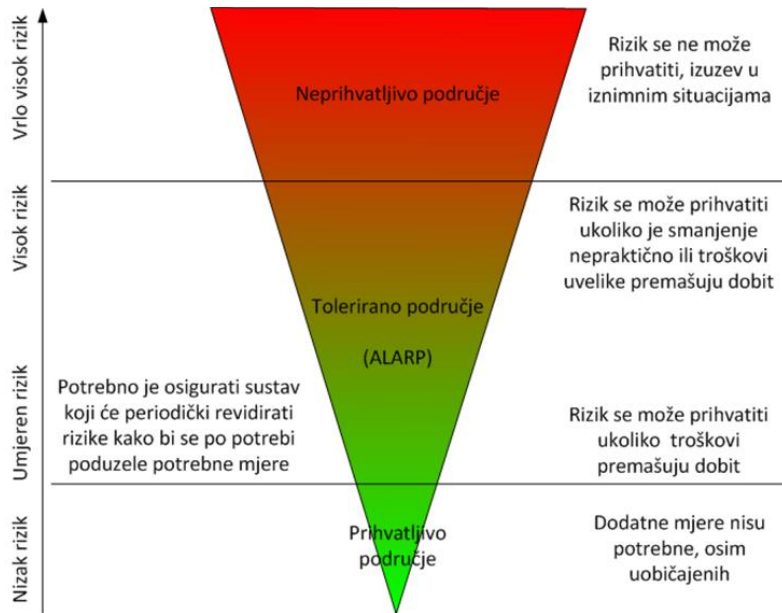 Vrlo visok rizik
Neprihvatljivo područje
Rizik se ne može
prihvatiti, izuzev u
iznimnim situacijama
Visok rizik
Rizik se može prihvatiti
ukoliko je smanjenje
nepraktično ili troškovi
uvelike premašuju dobit
Tolerirano područje
(ALARP)
Umjeren rizik
Potrebno je osigurati sustav
koji će periodički revidirati
rizike kako bi se po potrebi
poduzele potrebne mjere
Rizik se može prihvatiti
ukoliko troškovi
premašuju dobit
Nizak rizik
Prihvatljivo
područje
Dodatne mjere nisu
potrebne, osim
uobičajenih